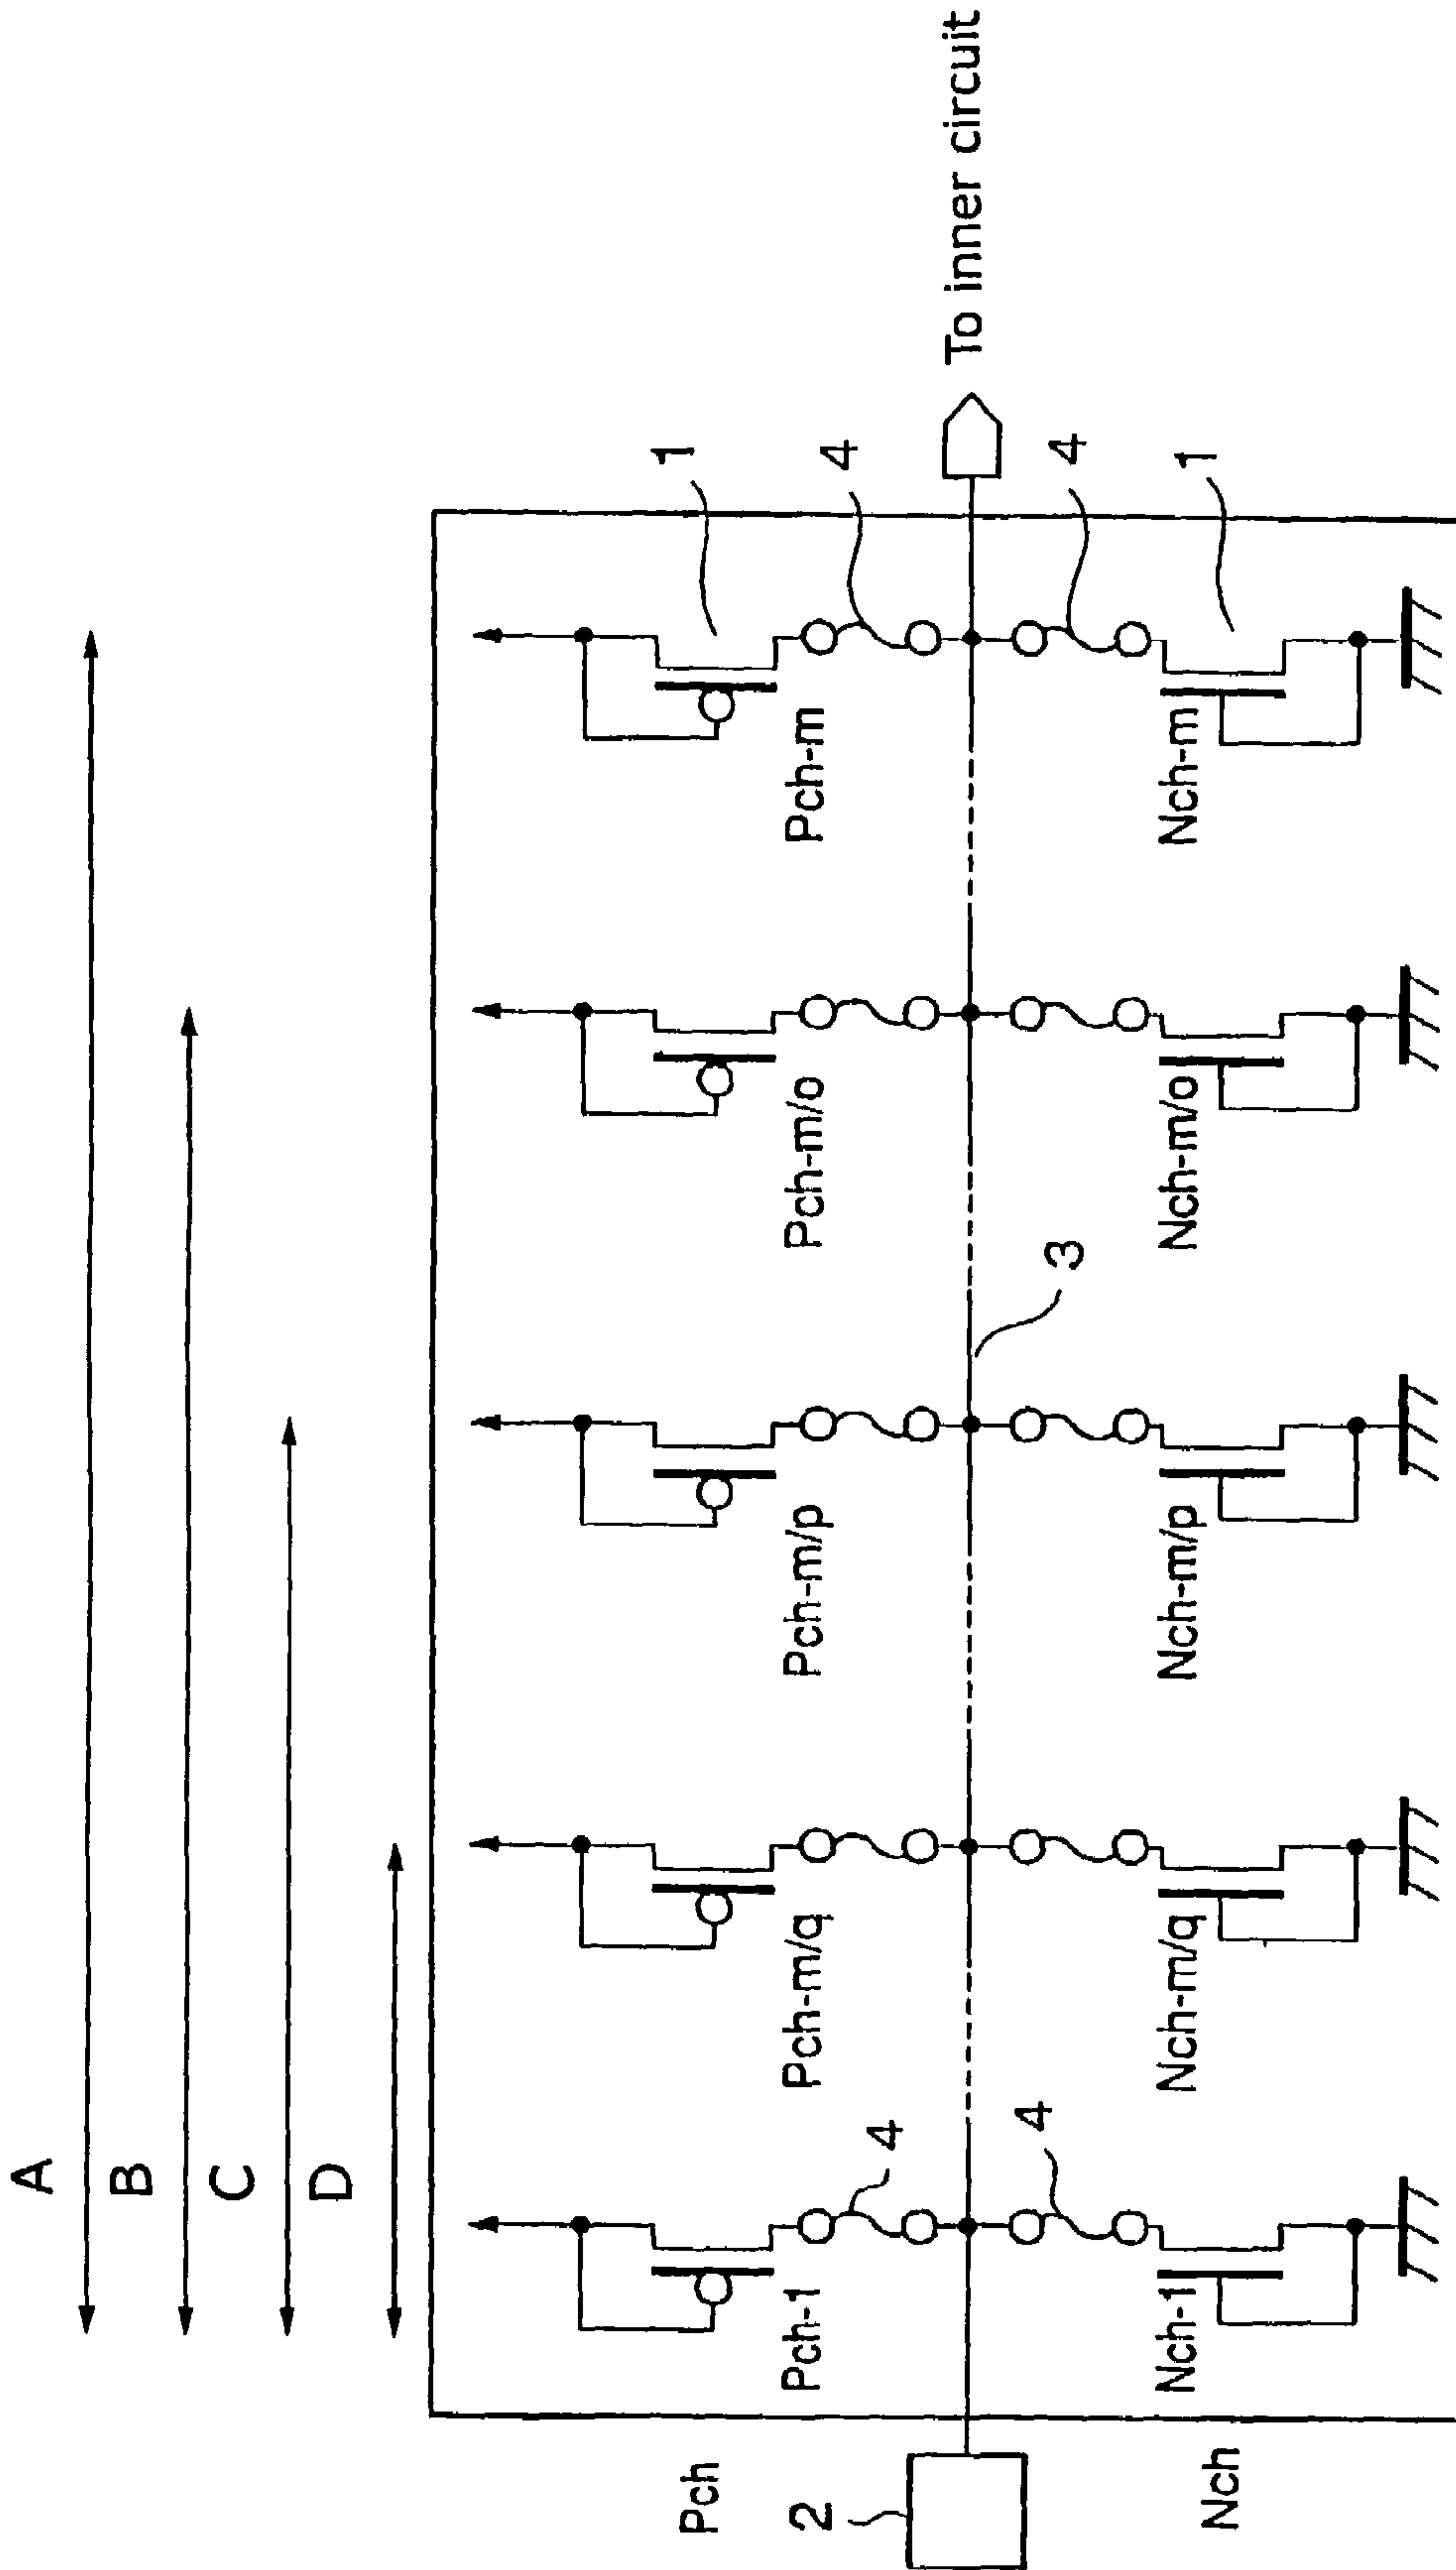 A
B
C
D
1
Pch-1
Pch-m/q
Pch-m/p
Pch-m/o
Pch-m
Pch
4
4
2
To inner circuit
3
4
4
Nch-1
Nch-m/q
Nch-m/p
Nch-m/o
Nch-m
1
Nch